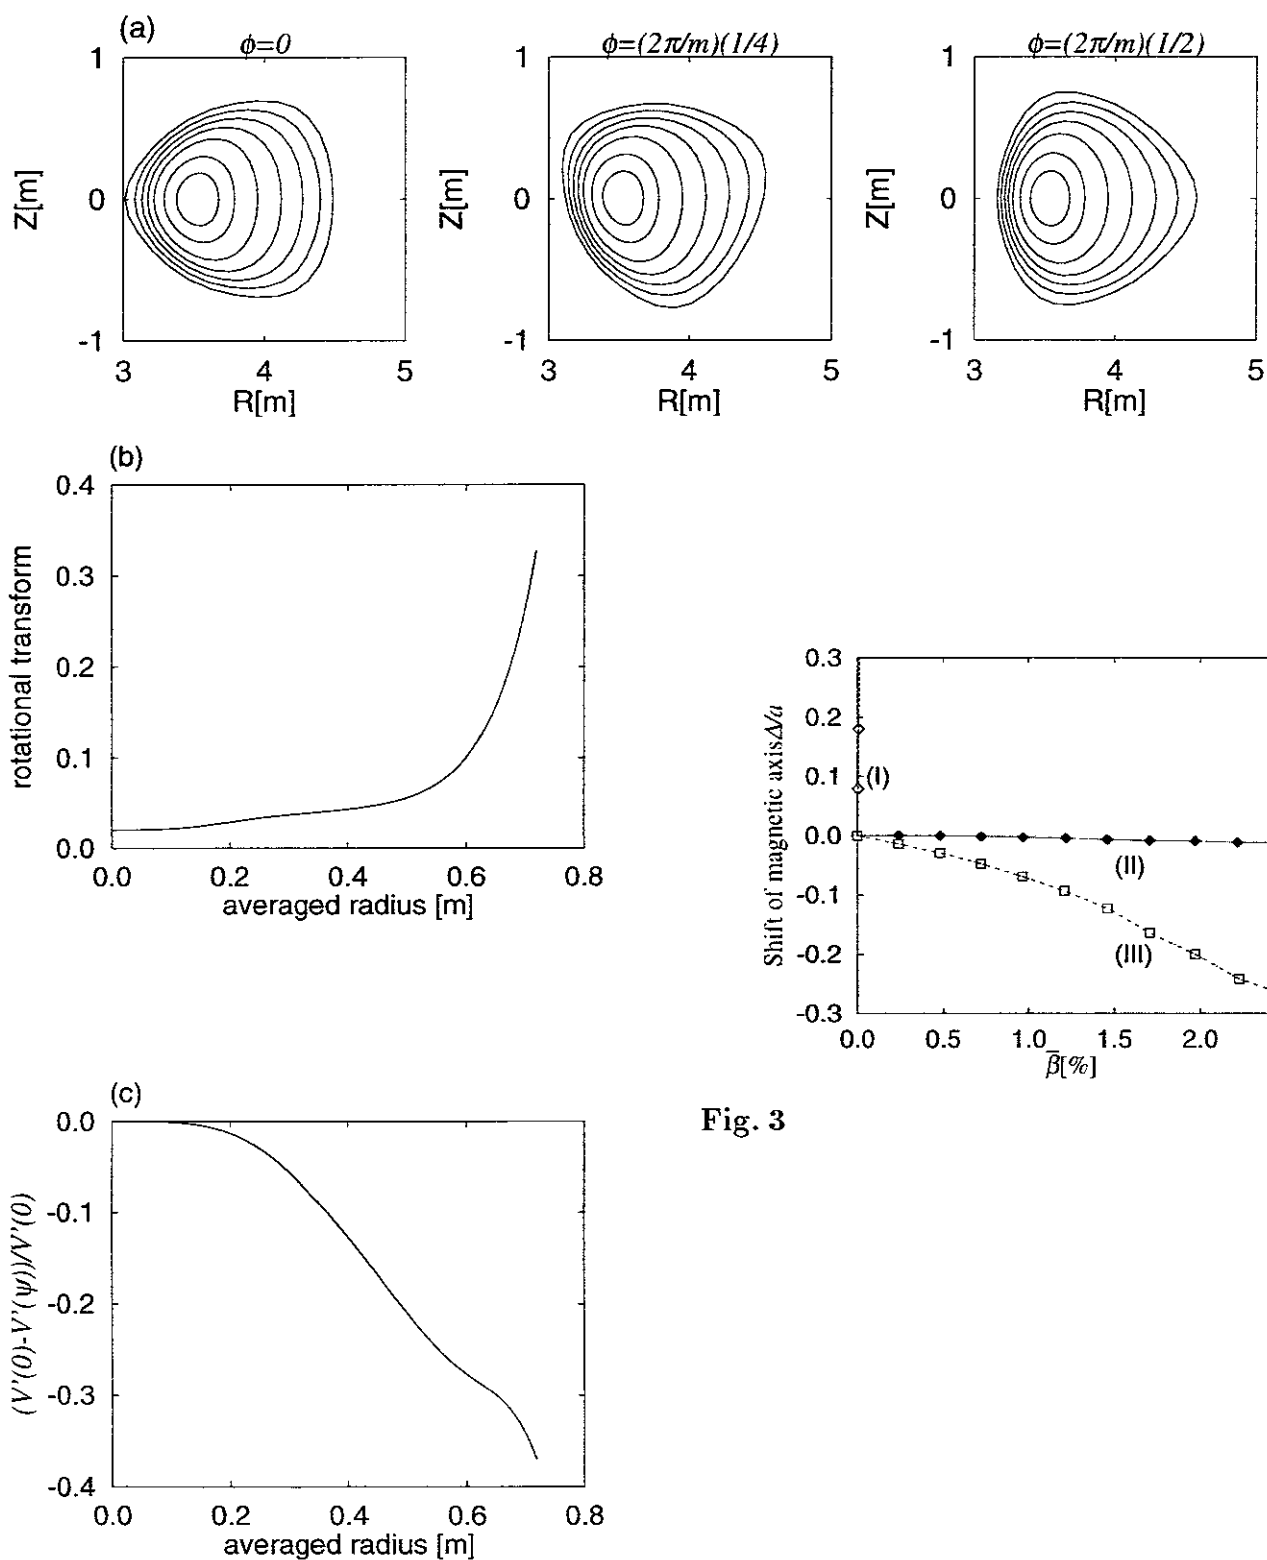 (a)
ϕ=0
ϕ=(2π/m)(1/4)
ϕ=(2π/m)(1/2)
1
0
-1
Z[m]
3 4 5
R[m]
1
0
-1
Z[m]
3 4 5
R[m]
1
0
-1
Z[m]
3 4 5
R[m]
(b)
0.4
0.3
0.2
0.1
0.0
rotational transform
0.0 0.2 0.4 0.6 0.8
averaged radius [m]
0.3
0.2
0.1
0.0
-0.1
-0.2
-0.3
Shift of magnetic axisΔ/a
(I)
(II)
(III)
0.0 0.5 1.0 1.5 2.0
β̅[%]
Fig. 3
(c)
0.0
-0.1
-0.2
-0.3
-0.4
(V'(0)-V'(ψ))/V'(0)
0.0 0.2 0.4 0.6 0.8
averaged radius [m]